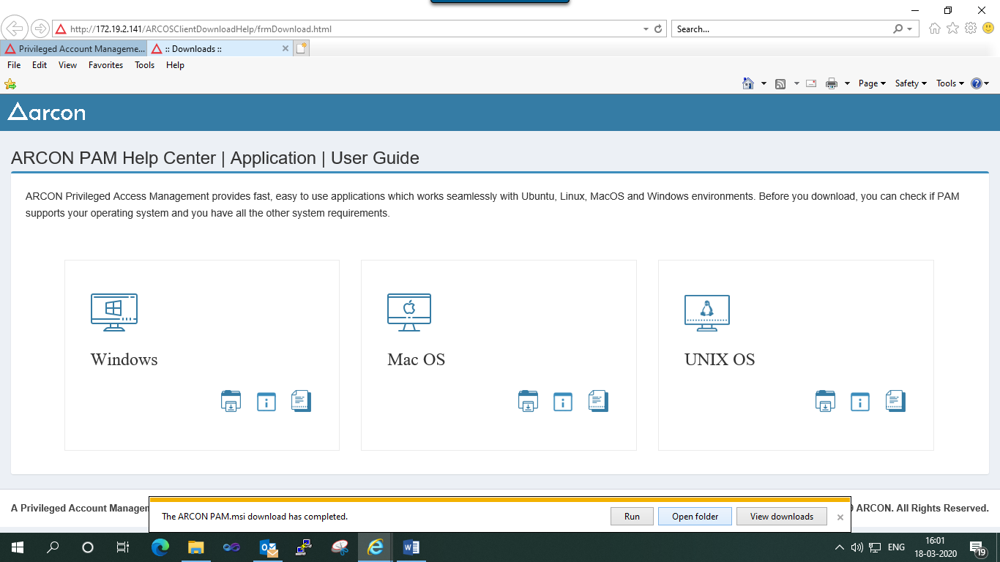 http://172.19.2.141/ARCOSClientDownloadHelp/frmDownload.html
Search...
Privileged Account Manageme...
:: Downloads ::
File Edit View Favorites Tools Help
Page Safety Tools
arcon
ARCON PAM Help Center | Application | User Guide
ARCON Privileged Access Management provides fast, easy to use applications which works seamlessly with Ubuntu, Linux, MacOS and Windows environments. Before you download, you can check if PAM
supports your operating system and you have all the other system requirements.
Windows
Mac OS
UNIX OS
A Privileged Account Manager
ARCON. All Rights Reserved.
The ARCON PAM.msi download has completed.
Run
Open folder
View downloads
ENG
16:01
18-03-2020
19